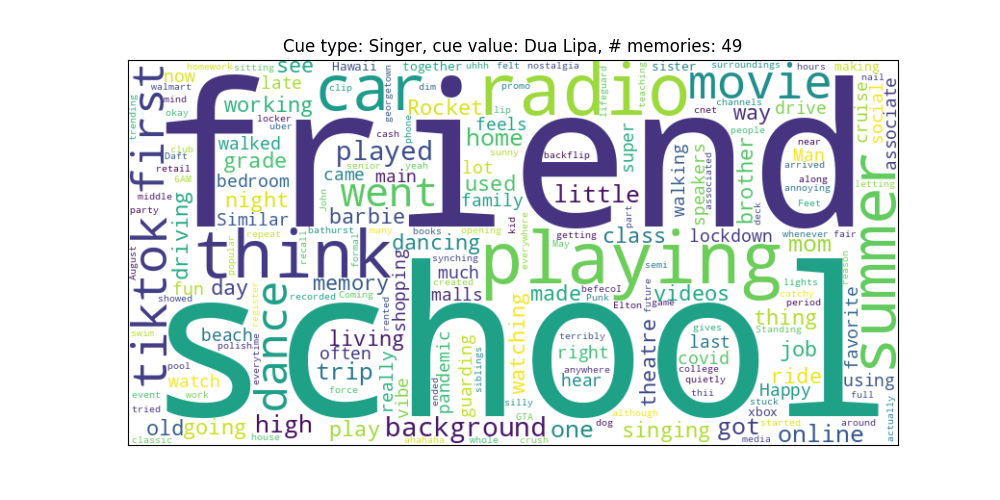 Cue type: Singer, cue value: Dua Lipa, # memories: 49
homework sitting see Hawaii together uhhh felt nostalgia sister surroundings hours making
walmart now late clip dim promo lip lifeguard teaching channels cnet nail
mind okay working car georgetown phone radio movie way drive cruise social associate
trending first locker uber cash Rocket feels home super people near Man
club Daft walked played senior yeah sunny backflip walking brother arrived annoying
retail 6AM grade came main lot used little speakers associated along Feet letting
middle bedroom night john went family friend part deck
party Similar barbie kid everywhere
August driving popular repeat recall bathurst formal many books opening getting May class lockdown whenever fair mom
tiktok think dancing synching playing semi reason summer
fun day memory shopping much created made befecoI videos lights catchy
showed register recorded Coming rented malls Punk Elton game future thing period
swim beach living terribly gives last Standing favorite
polish everytime dance often really vibe pandemic guarding siblings watching right theatre covid job
pool watch trip ended hear anywhere college quietly ride
event work force silly thii Happy using
tried school stuck full
old going high play background GTA although one dog singing got xbox started around
classic house ahahaha whole crush media online actually